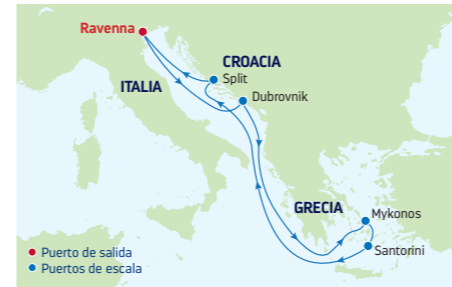 Ravenna
CROACIA
Split
ITALIA
Dubrovnik
GRECIA
Mykonos
Santorini
Puerto de salida
Puertos de escala